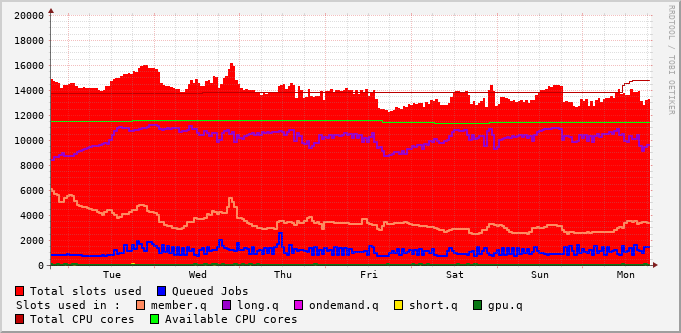 20000
18000
16000
14000
12000
10000
8000
6000
4000
2000
0
Tue Wed Thu Fri Sat Sun Mon
Total slots used Queued Jobs
Slots used in : member.q long.q ondemand.q short.q gpu.q
Total CPU cores Available CPU cores
RRDTOOL / TOBI OETIKER